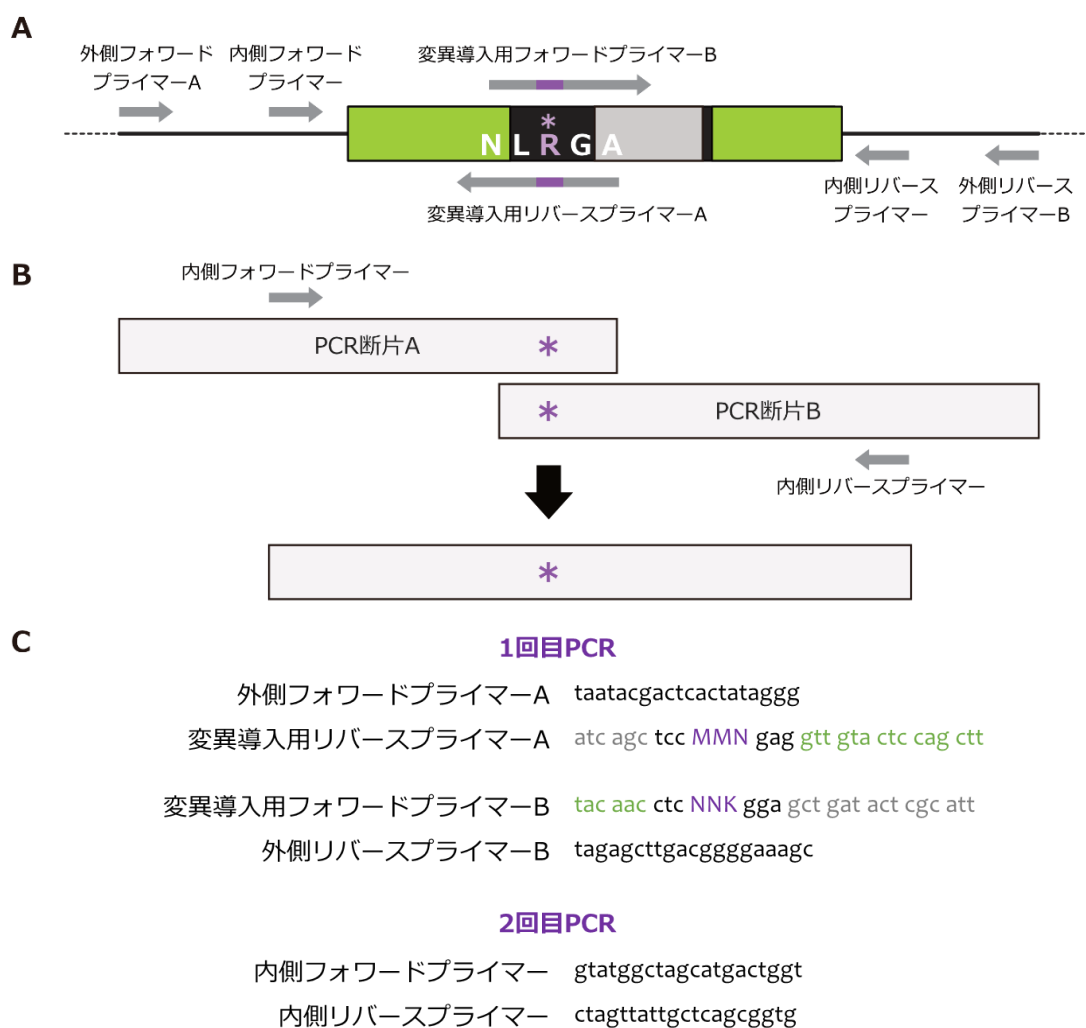 A
外側フォワード
プライマーA
内側フォワード
プライマー
変異導入用フォワードプライマーB
*
N L R G A
変異導入用リバースプライマーA
内側リバース
プライマー
外側リバース
プライマーB
B
内側フォワードプライマー
PCR断片A
*
*
PCR断片B
内側リバースプライマー
*
C
1回目PCR
外側フォワードプライマーA taatacgactcactataggg
変異導入用リバースプライマーA atc agc tcc MMN gag gtt gta ctc cag ctt
変異導入用フォワードプライマーB tac aac ctc NNK gga gct gat act cgc att
外側リバースプライマーB tagagcttgacggggaaagc
2回目PCR
内側フォワードプライマー gtatggctagcatgactggt
内側リバースプライマー ctagttattgctcagcggtg